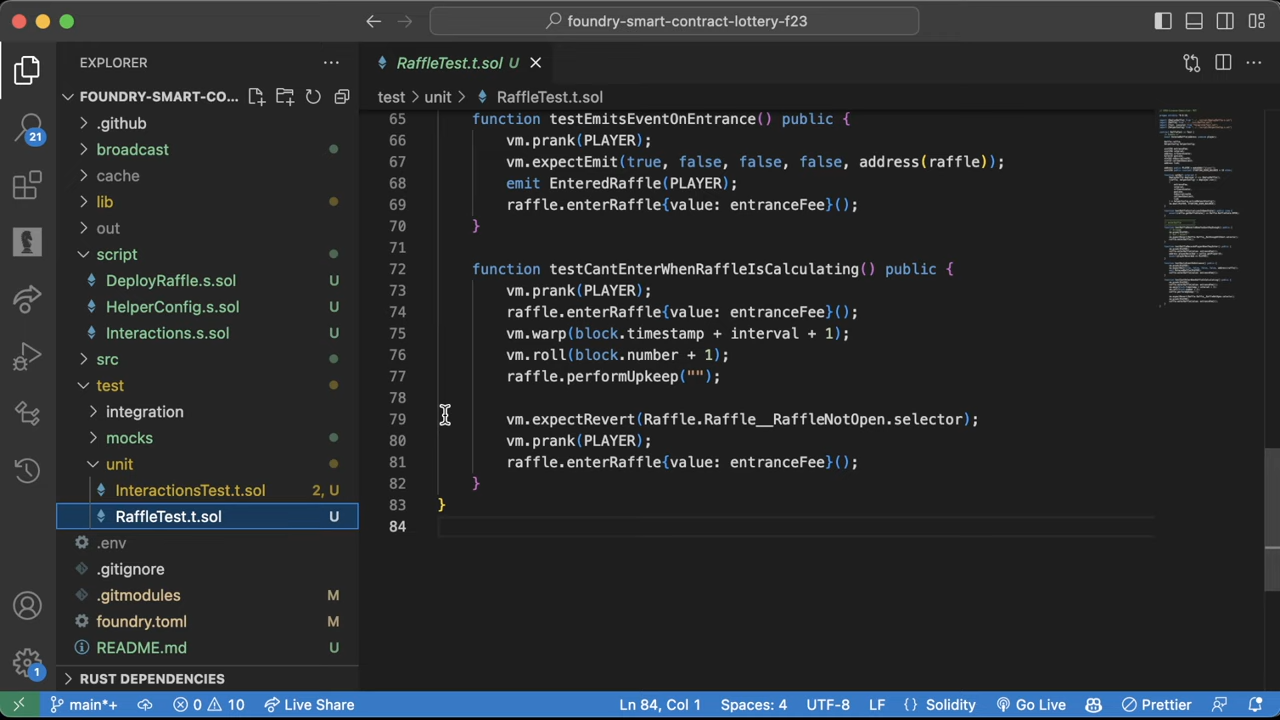 foundry-smart-contract-lottery-f23
EXPLORER
RaffleTest.t.sol U
FOUNDRY-SMART-CO...
test > unit > RaffleTest.t.sol
.github
broadcast
cache
lib
out
script
DeployRaffle.s.sol
HelperConfig.s.sol
Interactions.s.sol
src
test
integration
mocks
unit
InteractionsTest.t.sol 2, U
RaffleTest.t.sol U
.env
.gitignore
.gitmodules M
foundry.toml M
README.md U
RUST DEPENDENCIES
21
1
65 function testEmitsEventOnEntrance() public {
66 vm.prank(PLAYER);
67 vm.expectEmit(true, false, false, false, address(raffle));
68 emit EnteredRaffle(PLAYER);
69 raffle.enterRaffle{value: entranceFee}();
70 }
71
72 function testCantEnterWhenRaffleIsCalculating() public {
73 vm.prank(PLAYER);
74 raffle.enterRaffle{value: entranceFee}();
75 vm.warp(block.timestamp + interval + 1);
76 vm.roll(block.number + 1);
77 raffle.performUpkeep("");
78
79 vm.expectRevert(Raffle.Raffle__RaffleNotOpen.selector);
80 vm.prank(PLAYER);
81 raffle.enterRaffle{value: entranceFee}();
82 }
83 }
84
main*+ 0 10 Live Share Ln 84, Col 1 Spaces: 4 UTF-8 LF {} Solidity Go Live Prettier